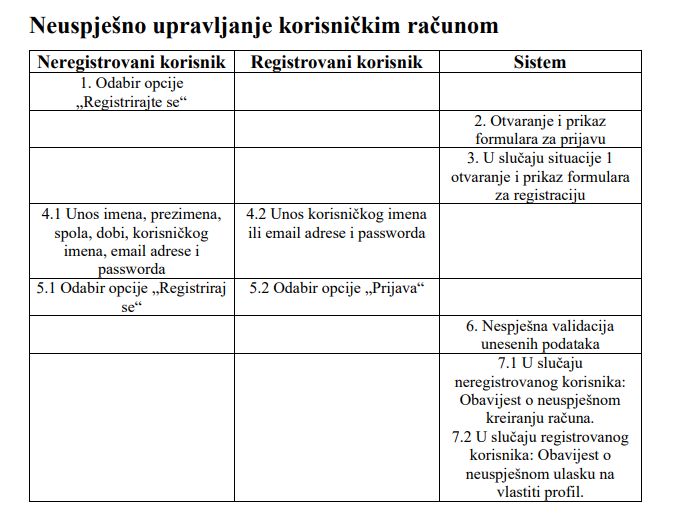 Neuspješno upravljanje korisničkim računom
Neregistrovani korisnik
Registrovani korisnik
Sistem
1. Odabir opcije
„Registrirajte se“
2. Otvaranje i prikaz
formulara za prijavu
3. U slučaju situacije 1
otvaranje i prikaz formulara
za registraciju
4.1 Unos imena, prezimena,
spola, dobi, korisničkog
imena, email adrese i
passworda
4.2 Unos korisničkog imena
ili email adrese i passworda
5.1 Odabir opcije „Registriraj
se“
5.2 Odabir opcije „Prijava“
6. Nespješna validacija
unesenih podataka
7.1 U slučaju
neregistrovanog korisnika:
Obavijest o neuspješnom
kreiranju računa.
7.2 U slučaju registrovanog
korisnika: Obavijest o
neuspješnom ulasku na
vlastiti profil.